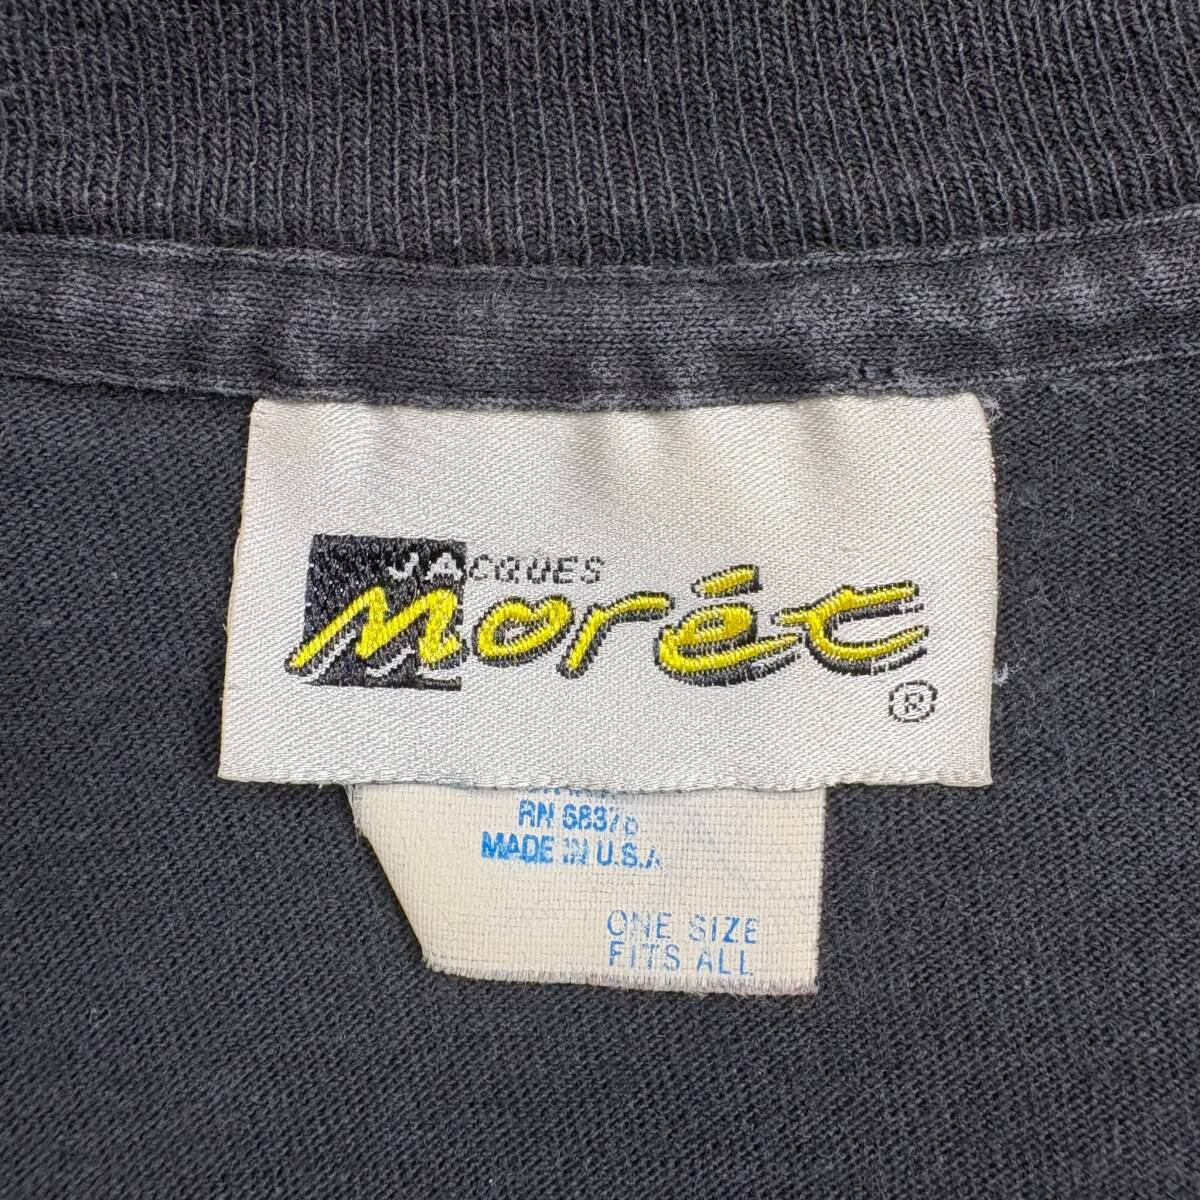 JACQUES
Morét
®
RN 68376
MADE IN U.S.A
ONE SIZE
FITS ALL